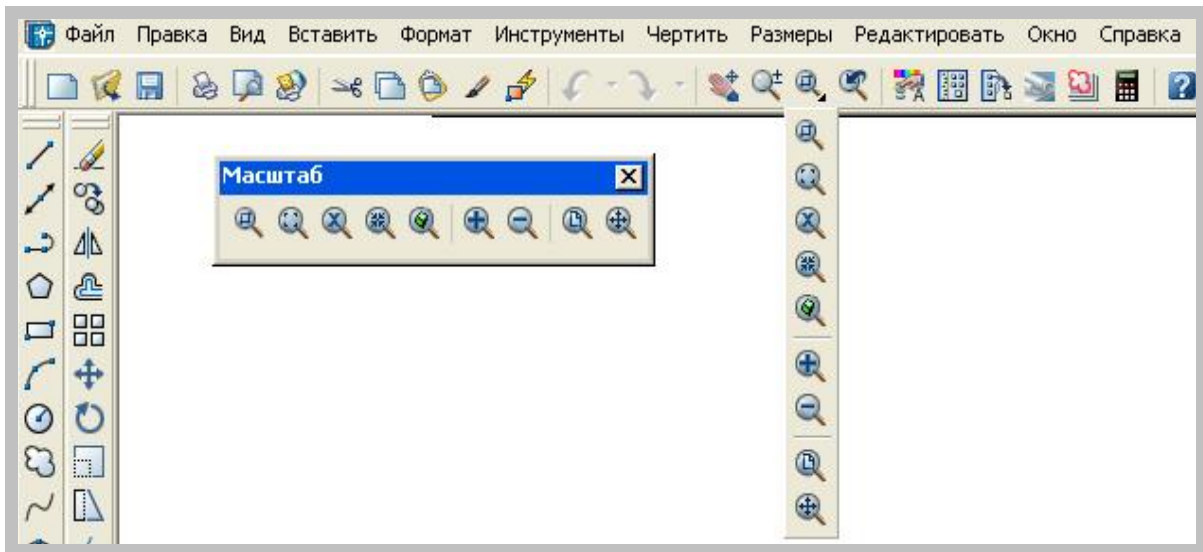 Файл Правка Вид Вставить Формат Инструменты Чертить Размеры Редактировать Окно Справка
Масштаб